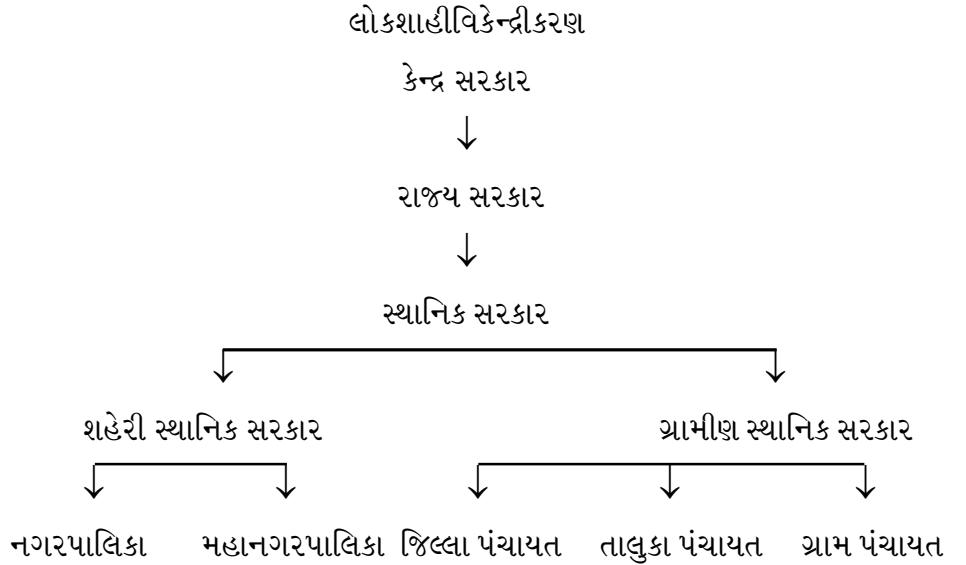 લોકશાહીવિકેન્દ્રીકરણ
કેન્દ્ર સરકાર
રાજ્ય સરકાર
સ્થાનિક સરકાર
શહેરી સ્થાનિક સરકાર ગ્રામીણ સ્થાનિક સરકાર
નગરપાલિકા મહાનગરપાલિકા જિલ્લા પંચાયત તાલુકા પંચાયત ગ્રામ પંચાયત